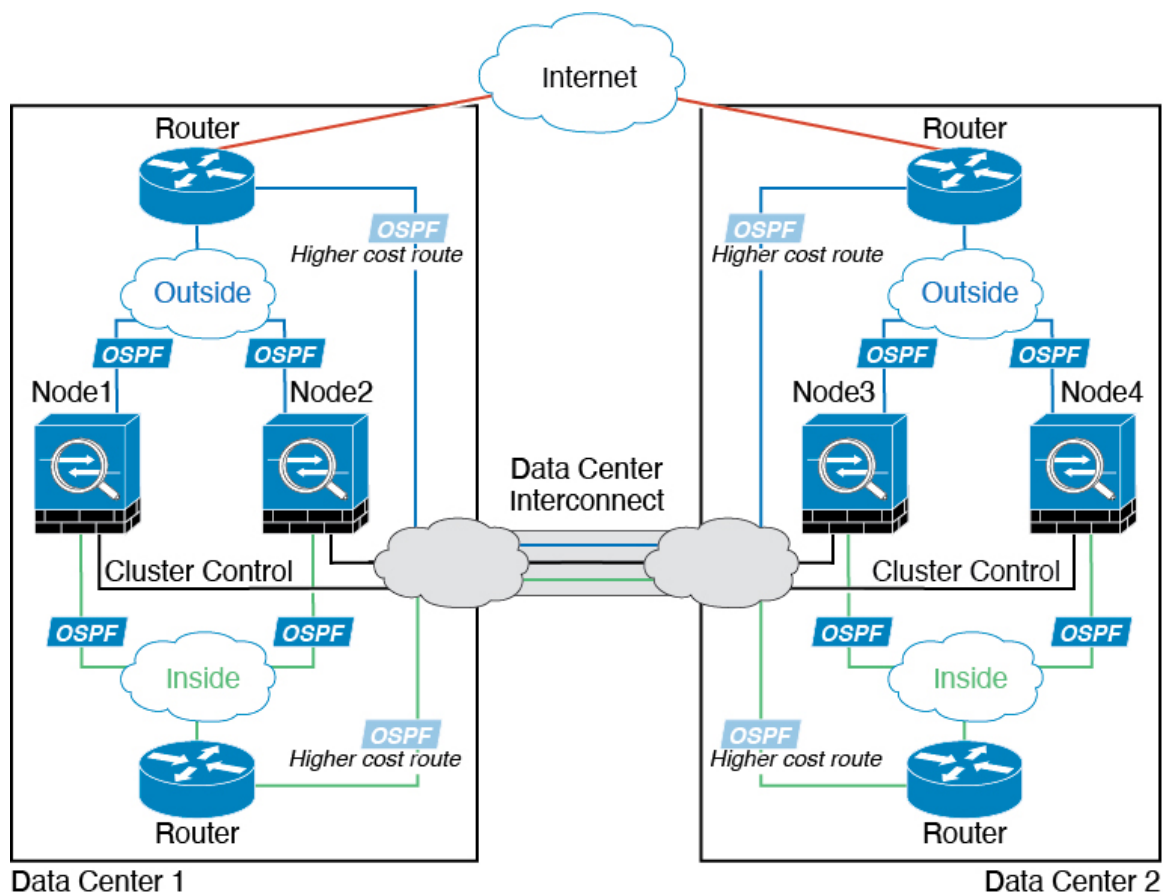 Internet
Router
Router
OSPF
Higher cost route
OSPF
Higher cost route
Outside
Outside
OSPF
OSPF
OSPF
OSPF
Node1
Node2
Node3
Node4
Data Center
Interconnect
Cluster Control
Cluster Control
OSPF
OSPF
OSPF
OSPF
Inside
Inside
OSPF
Higher cost route
OSPF
Higher cost route
Router
Router
Data Center 1
Data Center 2